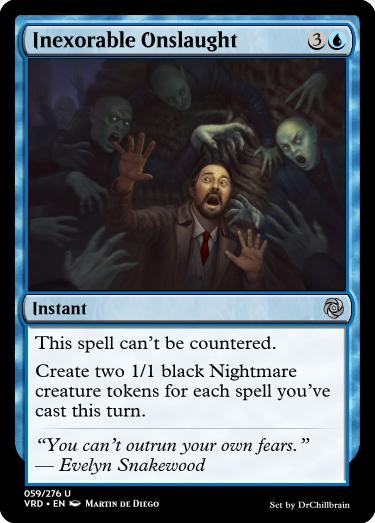 Inexorable Onslaught 3
Instant
This spell can't be countered.
Create two 1/1 black Nightmare
creature tokens for each spell you've
cast this turn.
“You can't outrun your own fears.”
— Evelyn Snakewood
059/276 U
VRD • EN Martin de Diego
Set by DrChillbrain